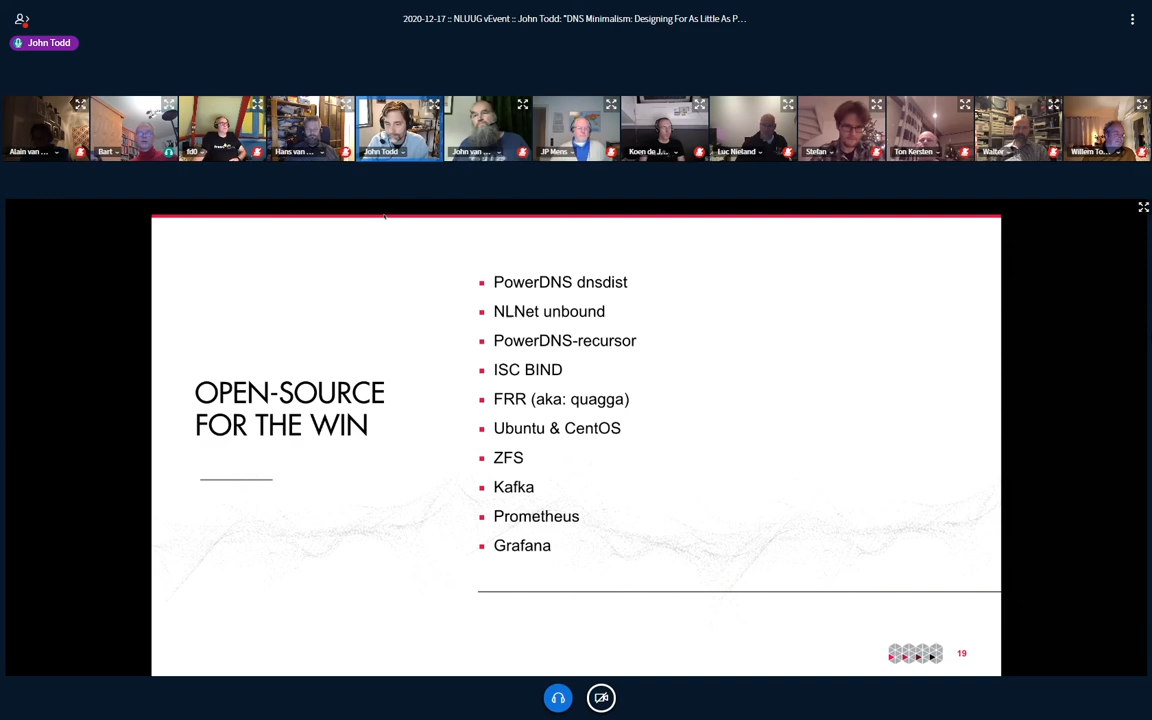 2020-12-17 :: NLUUG vEvent :: John Todd: "DNS Minimalism: Designing For As Little As P...
John Todd
Alain van ...
Bart
fd0
Hans van ...
John Todd
John van ...
JP Mens
Koen de J...
Luc Nieland
Stefan
Ton Kersten
Walter
Willem To...
OPEN-SOURCE
FOR THE WIN
PowerDNS dnsdist
NLNet unbound
PowerDNS-recursor
ISC BIND
FRR (aka: quagga)
Ubuntu & CentOS
ZFS
Kafka
Prometheus
Grafana
19